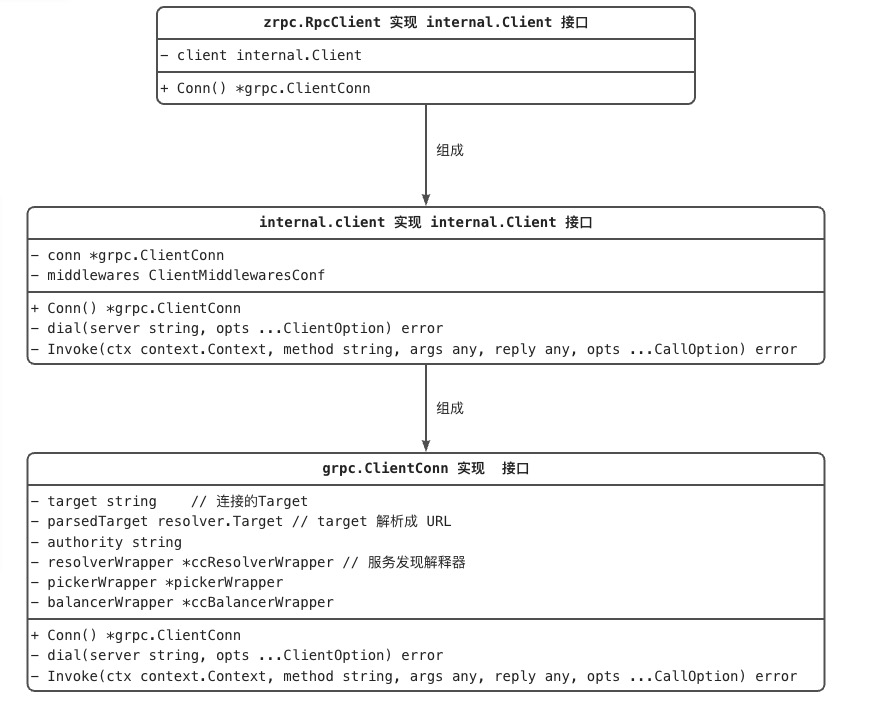 zrpc.RpcClient 实现 internal.Client 接口
– client internal.Client
+ Conn() *grpc.ClientConn
组成
internal.client 实现 internal.Client 接口
– conn *grpc.ClientConn
– middlewares ClientMiddlewaresConf
+ Conn() *grpc.ClientConn
– dial(server string, opts ...ClientOption) error
– Invoke(ctx context.Context, method string, args any, reply any, opts ...CallOption) error
组成
grpc.ClientConn 实现  接口
– target string    // 连接的Target
– parsedTarget resolver.Target // target 解析成 URL
– authority string
– resolverWrapper *ccResolverWrapper // 服务发现解释器
– pickerWrapper *pickerWrapper
– balancerWrapper *ccBalancerWrapper
+ Conn() *grpc.ClientConn
– dial(server string, opts ...ClientOption) error
– Invoke(ctx context.Context, method string, args any, reply any, opts ...CallOption) error